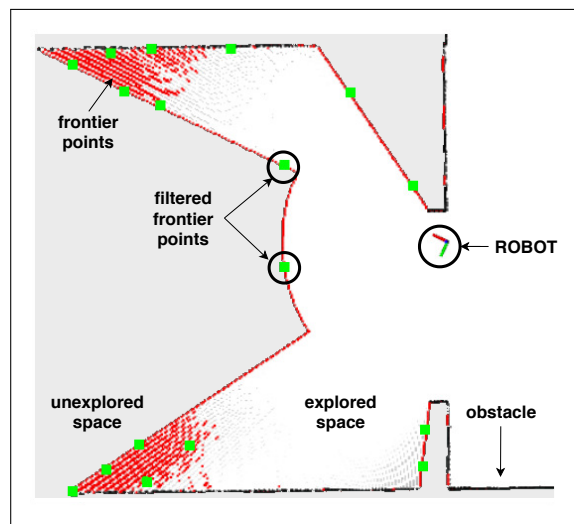 frontier
points
filtered
frontier
points
ROBOT
unexplored
space
explored
space
obstacle